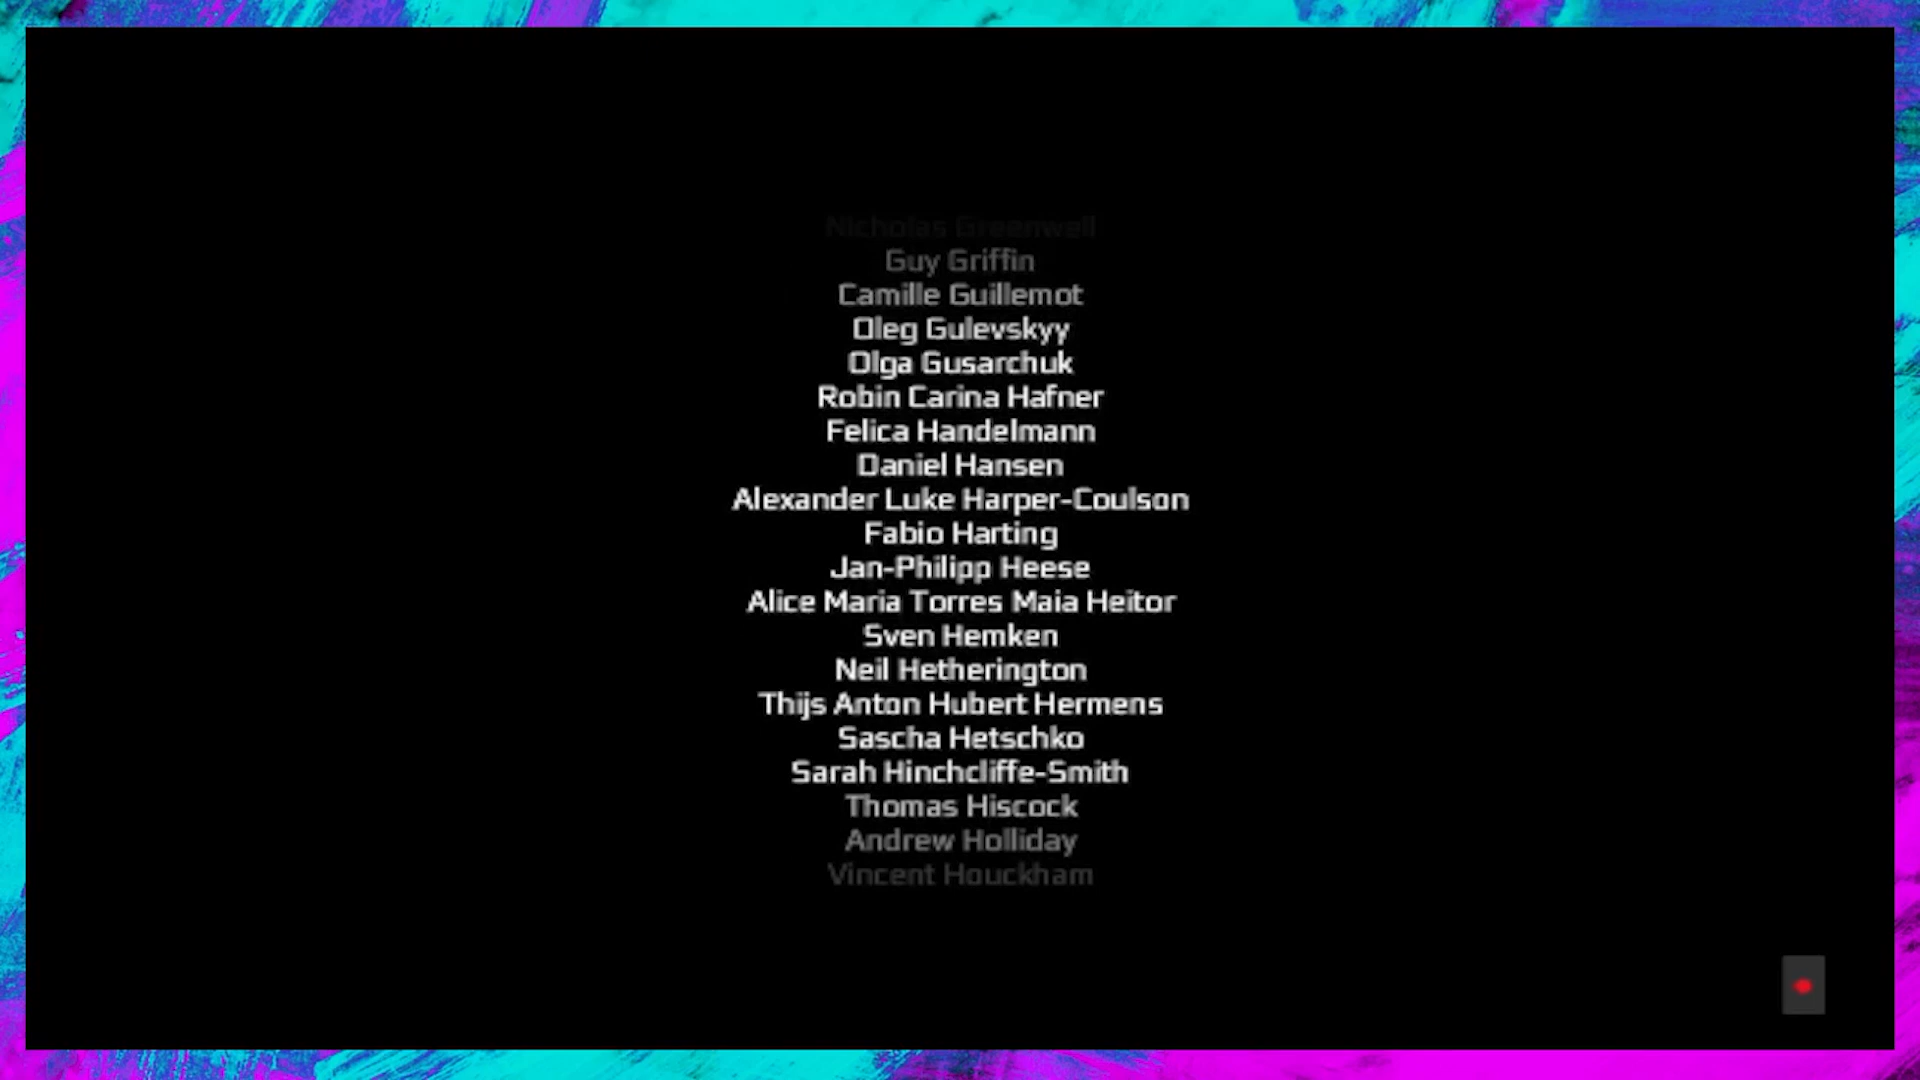 Nicholas Greenwell
Guy Griffin
Camille Guillemot
Oleg Gulevskyy
Olga Gusarchuk
Robin Carina Hafner
Felica Handelmann
Daniel Hansen
Alexander Luke Harper-Coulson
Fabio Harting
Jan-Philipp Heese
Alice Maria Torres Maia Heitor
Sven Hemken
Neil Hetherington
Thijs Anton Hubert Hermens
Sascha Hetschko
Sarah Hinchcliffe-Smith
Thomas Hiscock
Andrew Holliday
Vincent Houckham